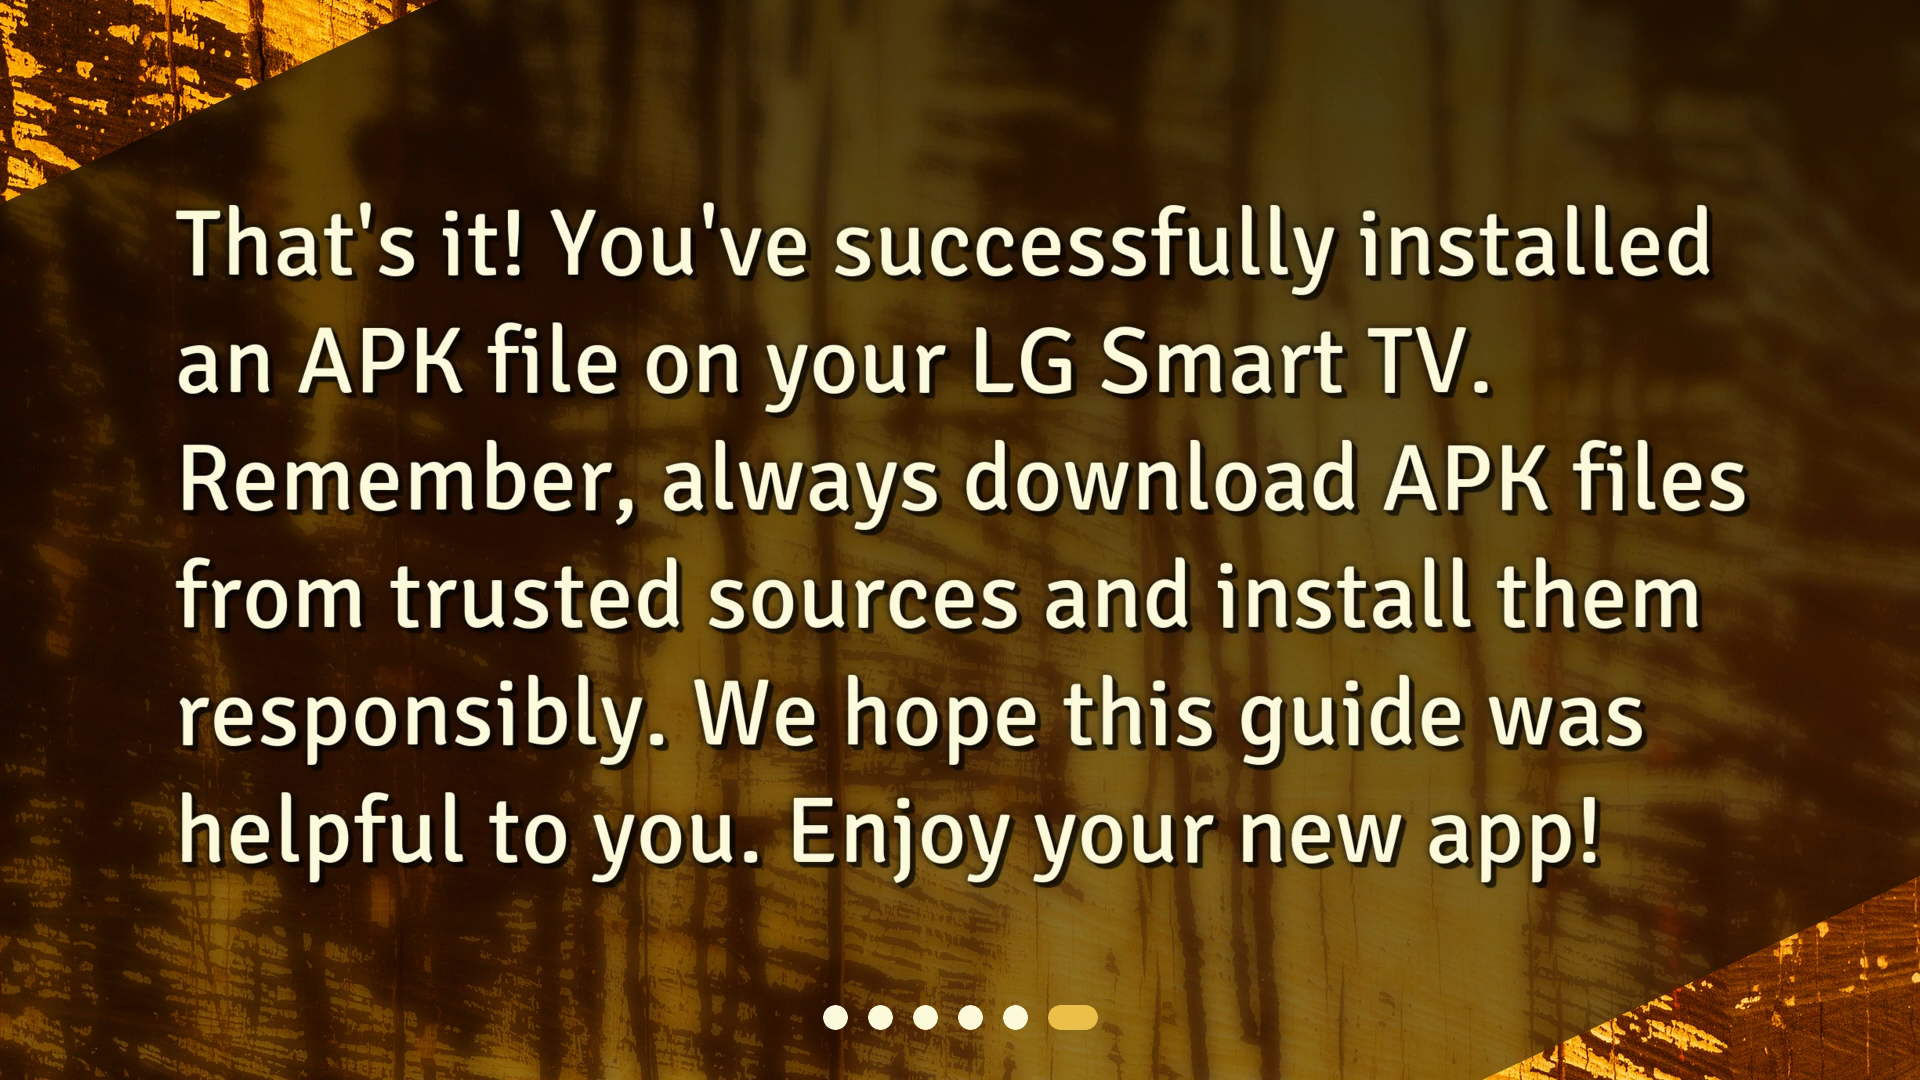 That's it! You've successfully installed
an APK file on your LG Smart TV.
Remember, always download APK files
from trusted sources and install them
responsibly. We hope this guide was
helpful to you. Enjoy your new app!